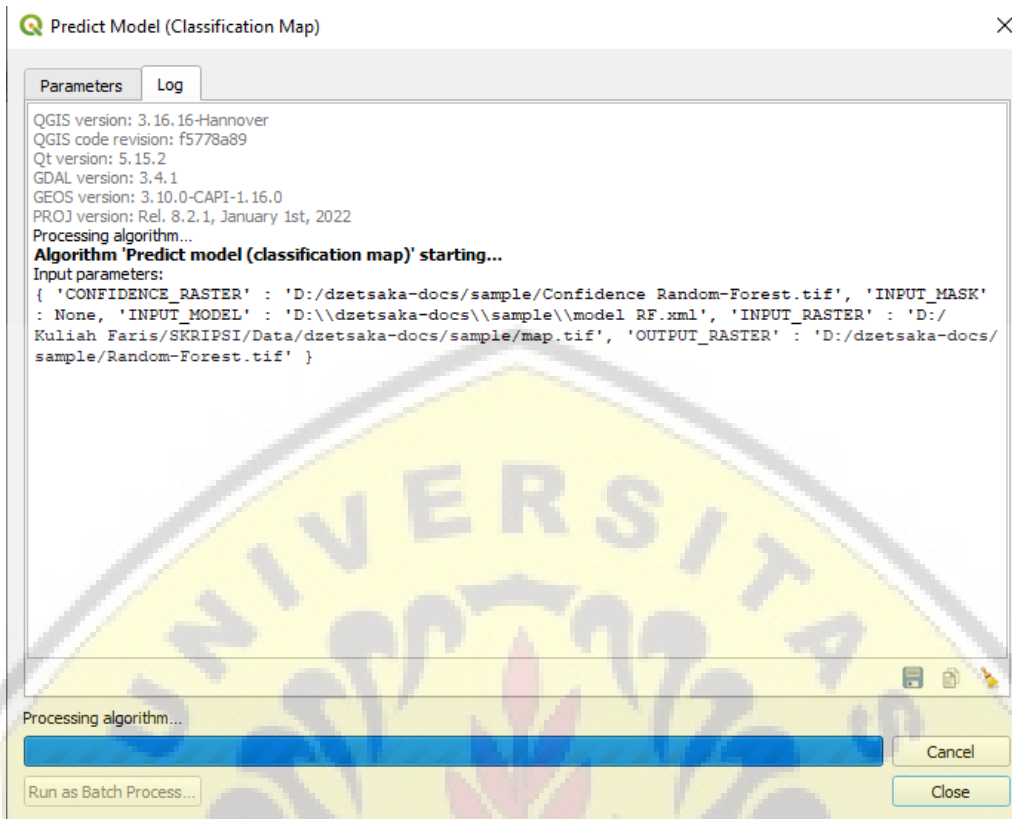 Predict Model (Classification Map)
Parameters
Log
QGIS version: 3.16.16-Hannover
QGIS code revision: f5778a89
Qt version: 5.15.2
GDAL version: 3.4.1
GEOS version: 3.10.0-CAPI-1.16.0
PROJ version: Rel. 8.2.1, January 1st, 2022
Processing algorithm…
Algorithm 'Predict model (classification map)' starting…
Input parameters:
{ 'CONFIDENCE_RASTER' : 'D:/dzetsaka-docs/sample/Confidence Random-Forest.tif', 'INPUT_MASK'
: None, 'INPUT_MODEL' : 'D:\\dzetsaka-docs\\sample\\model RF.xml', 'INPUT_RASTER' : 'D:/
Kuliah Faris/SKRIPSI/Data/dzetsaka-docs/sample/map.tif', 'OUTPUT_RASTER' : 'D:/dzetsaka-docs/
sample/Random-Forest.tif' }
UNIVERSITAS
Processing algorithm…
Cancel
Run as Batch Process…
Close